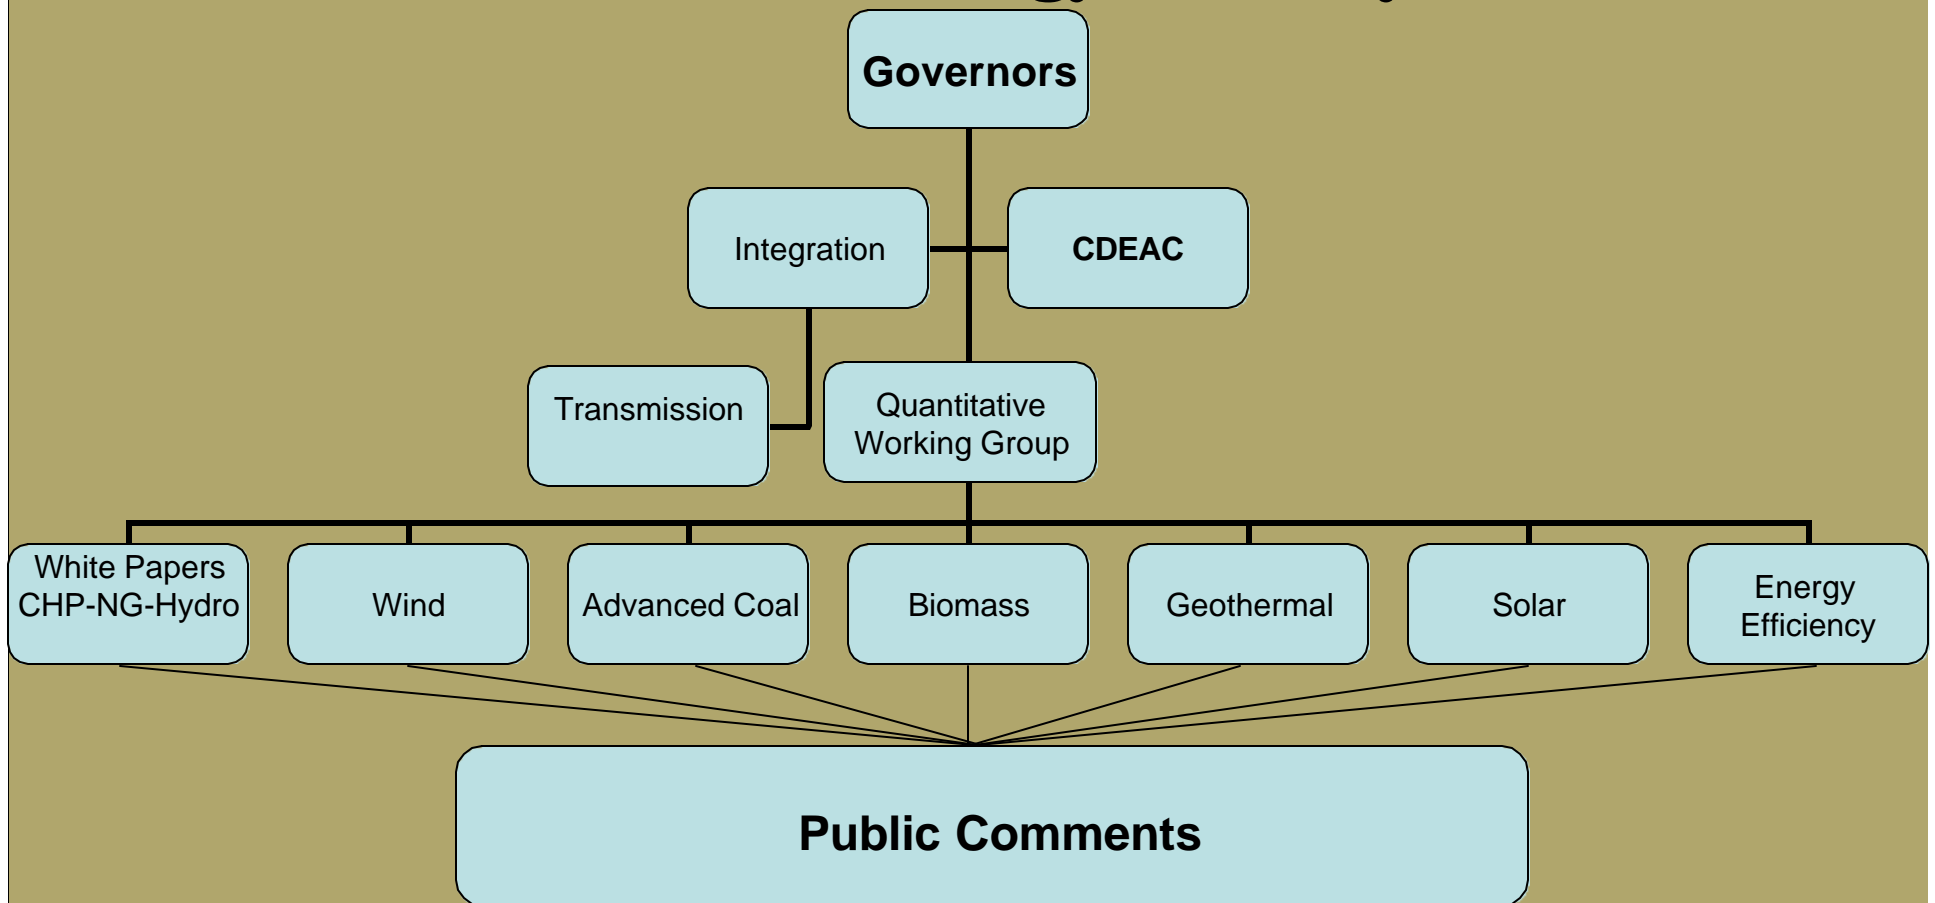 Governors
Integration
CDEAC
Transmission
Quantitative
Working Group
White Papers
CHP-NG-Hydro
Wind
Advanced Coal
Biomass
Geothermal
Solar
Energy
Efficiency
Public Comments